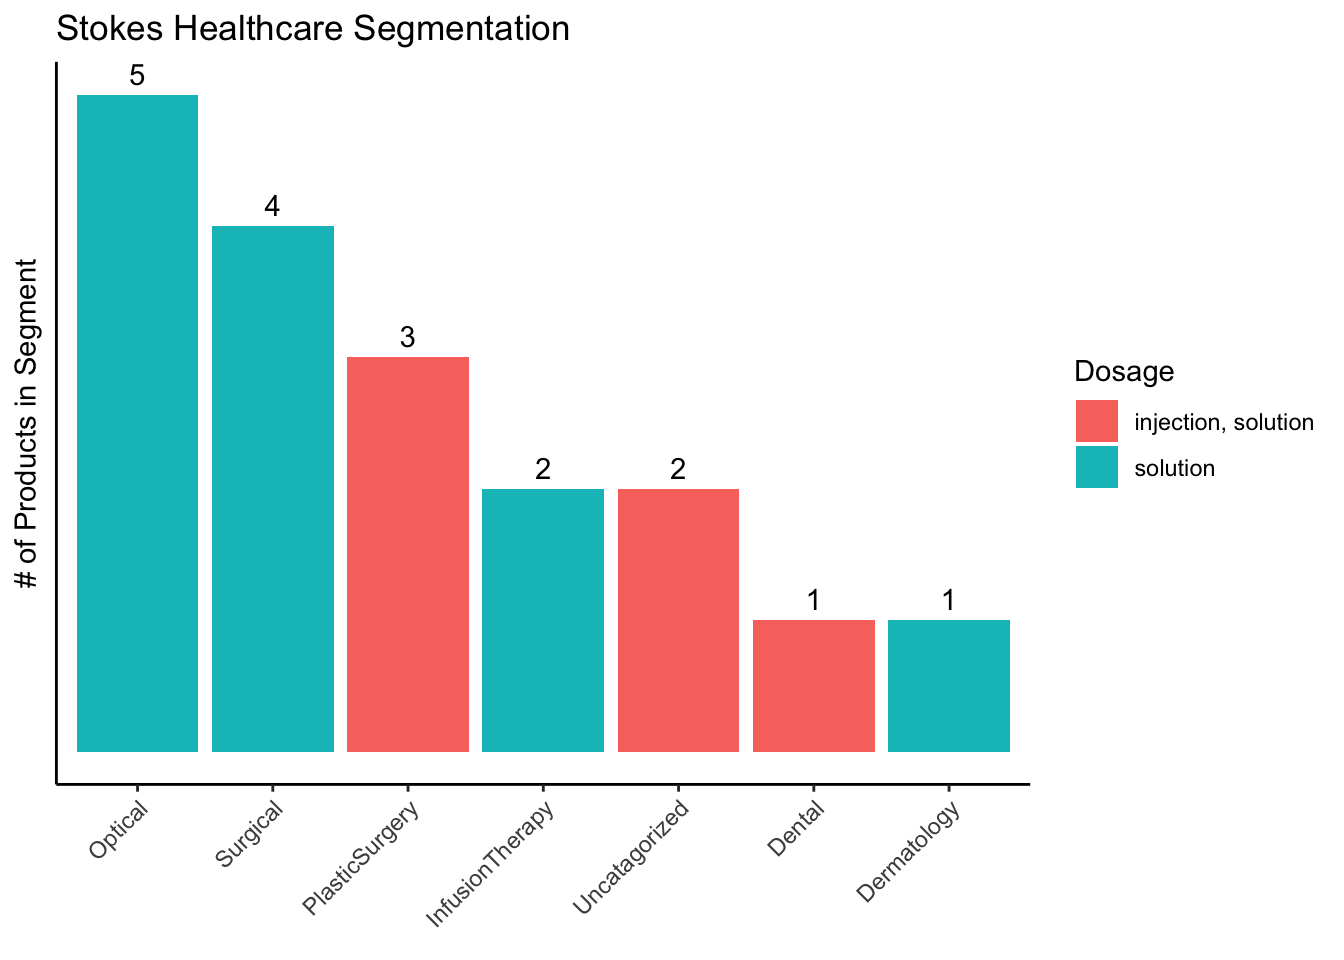 Stokes Healthcare Segmentation
5
4
3
2
2
1
1
# of Products in Segment
Optical
Surgical
PlasticSurgery
InfusionTherapy
Uncatagorized
Dental
Dermatology
Dosage
injection, solution
solution